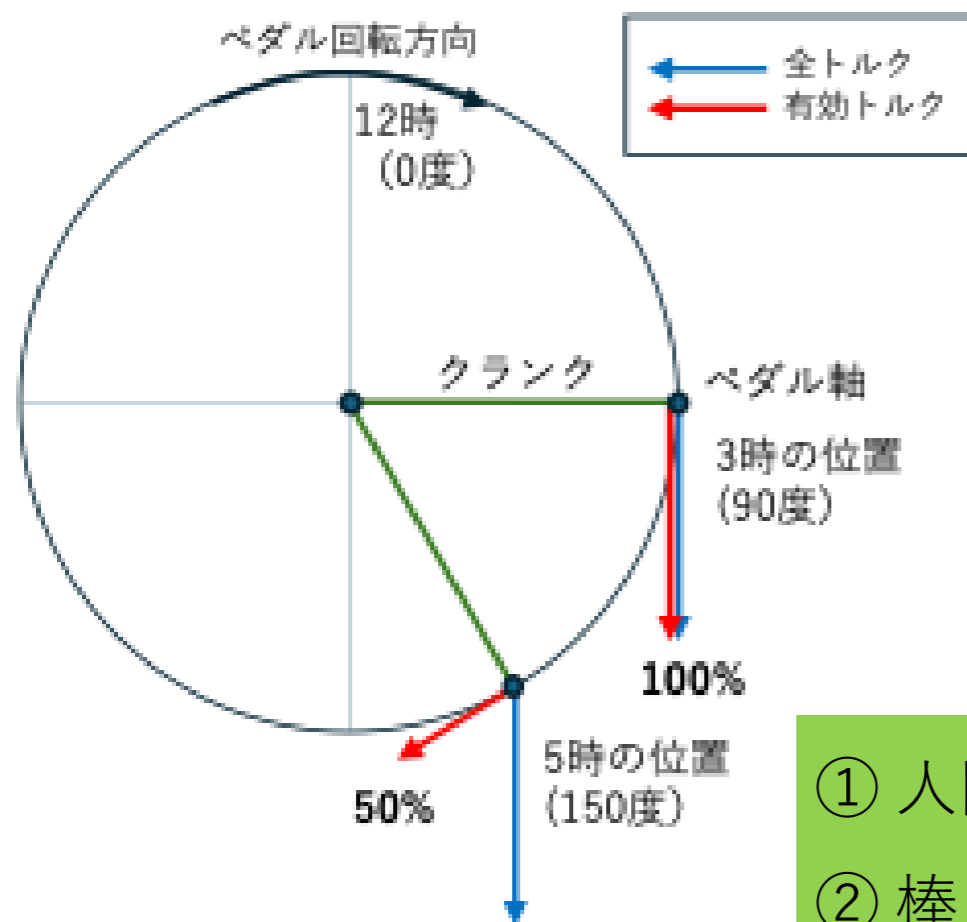 ペダル回転方向
全トルク
有効トルク
12時
(0度)
クランク
ペダル軸
3時の位置
(90度)
100%
5時の位置
(150度)
50%
① 人
② 棒